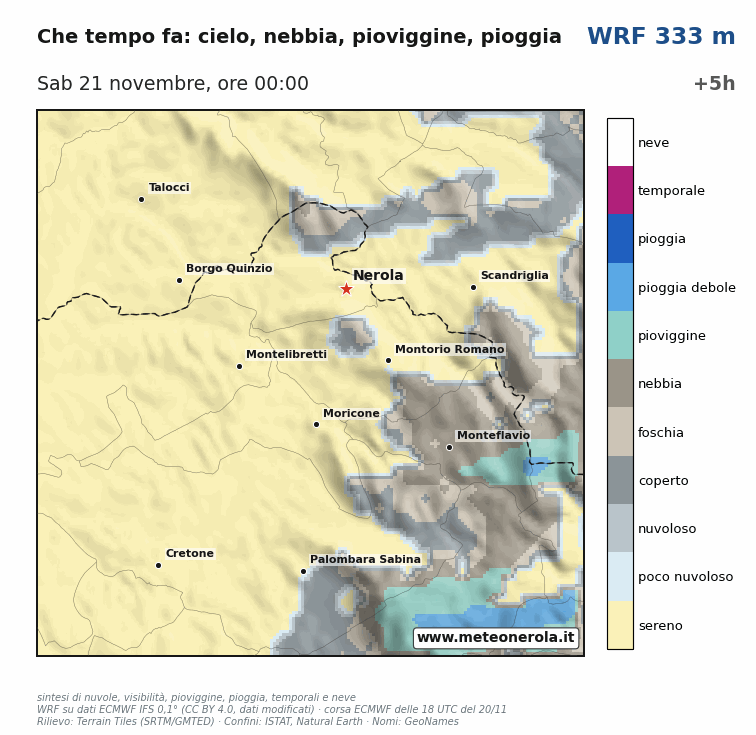 Che tempo fa: cielo, nebbia, pioviggine, pioggia
WRF 333 m
Sab 21 novembre, ore 00:00
+5h
Talocci
Borgo Quinzio
Nerola
Scandriglia
Montelibretti
Montorio Romano
Moricone
Monteflavio
Cretone
Palombara Sabina
www.meteonerola.it
neve
temporale
pioggia
pioggia debole
pioviggine
nebbia
foschia
coperto
nuvoloso
poco nuvoloso
sereno
sintesi di nuvole, visibilità, pioviggine, pioggia, temporali e neve
WRF su dati ECMWF IFS 0,1° (CC BY 4.0, dati modificati) · corsa ECMWF delle 18 UTC del 20/11
Rilievo: Terrain Tiles (SRTM/GMTED) · Confini: ISTAT, Natural Earth · Nomi: GeoNames